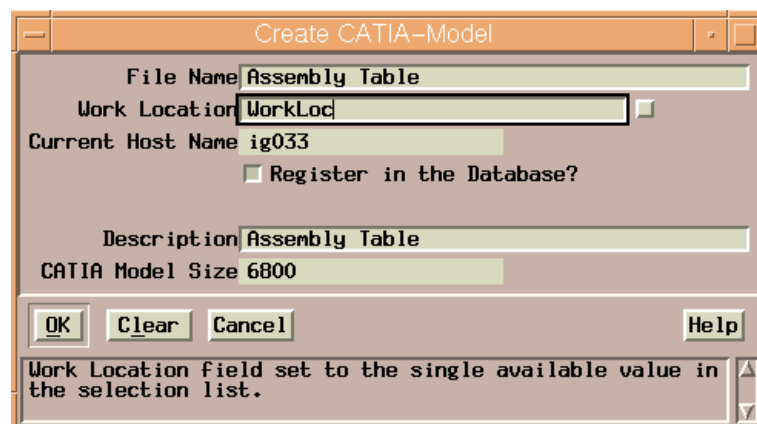 Create CATIA-Model
File Name Assembly Table
Work Location WorkLoc
Current Host Name ig033
Register in the Database?
Description Assembly Table
CATIA Model Size 6800
OK Clear Cancel Help
Work Location field set to the single available value in
the selection list.